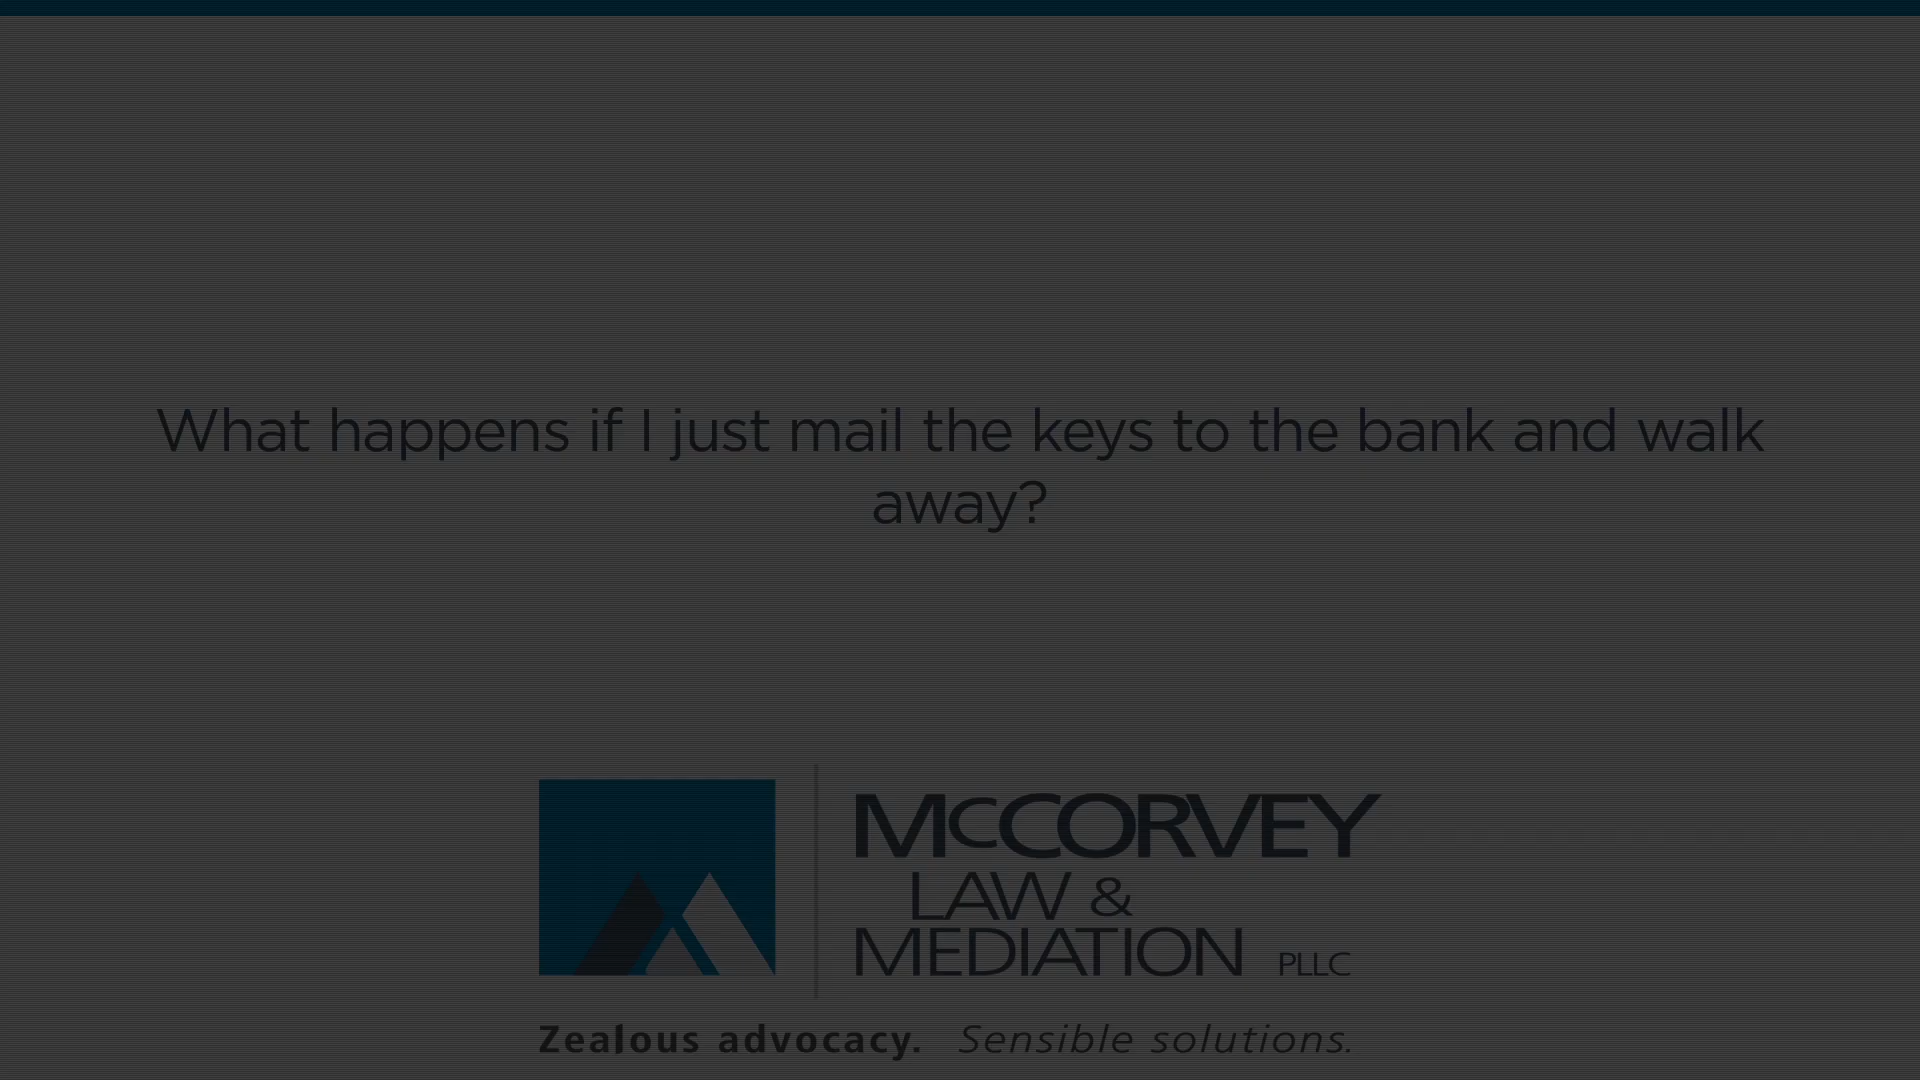 What happens if I just mail the keys to the bank and walk
away?
McCORVEY
LAW &
MEDIATION PLLC
Zealous advocacy. Sensible solutions.